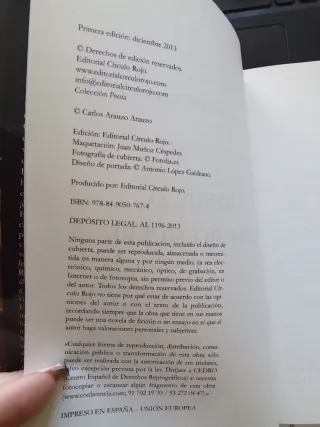 Primera edición: diciembre 2013
© Derechos de edición reservados.
Editorial Círculo Rojo.
www.editorialcirculorojo.com
info@editorialcirculorojo.com
Colección Poesía
© Carlos Arauzo Arauzo
Edición: Editorial Círculo Rojo.
Maquetación: Juan Muñoz Céspedes
Fotografía de cubierta: © Fotolia.es
Diseño de portada: © Antonio López Galdeano.
Producido por: Editorial Círculo Rojo.
ISBN: 978-84-9050-767-4
DEPÓSITO LEGAL: AL 1196-2013
Ninguna parte de esta publicación, incluido el diseño de
cubierta, puede ser reproducida, almacenada o transmi-
tida en manera alguna y por ningún medio, ya sea elec-
trónico, químico, mecánico, óptico, de grabación, en
Internet o de fotocopia, sin permiso previo del editor o
del autor. Todos los derechos reservados. Editorial Cír-
culo Rojo no tiene por qué estar de acuerdo con las opi-
niones del autor o con el texto de la publicación,
recordando siempre que la obra que tiene en sus manos
puede ser una novela de ficción o un ensayo en el que el
autor haga valoraciones personales y subjetivas.
«Cualquier forma de reproducción, distribución, comu-
nicación pública o transformación de esta obra sólo
puede ser realizada con la autorización de sus titulares,
salvo excepción prevista por la ley. Diríjase a CEDRO
(Centro Español de Derechos Reprográficos) si necesita
fotocopiar o escanear algún fragmento de esta obra
(www.conlicencia.com; 91 702 19 70 / 93 272 04 47)»
IMPRESO EN ESPAÑA – UNIÓN EUROPEA